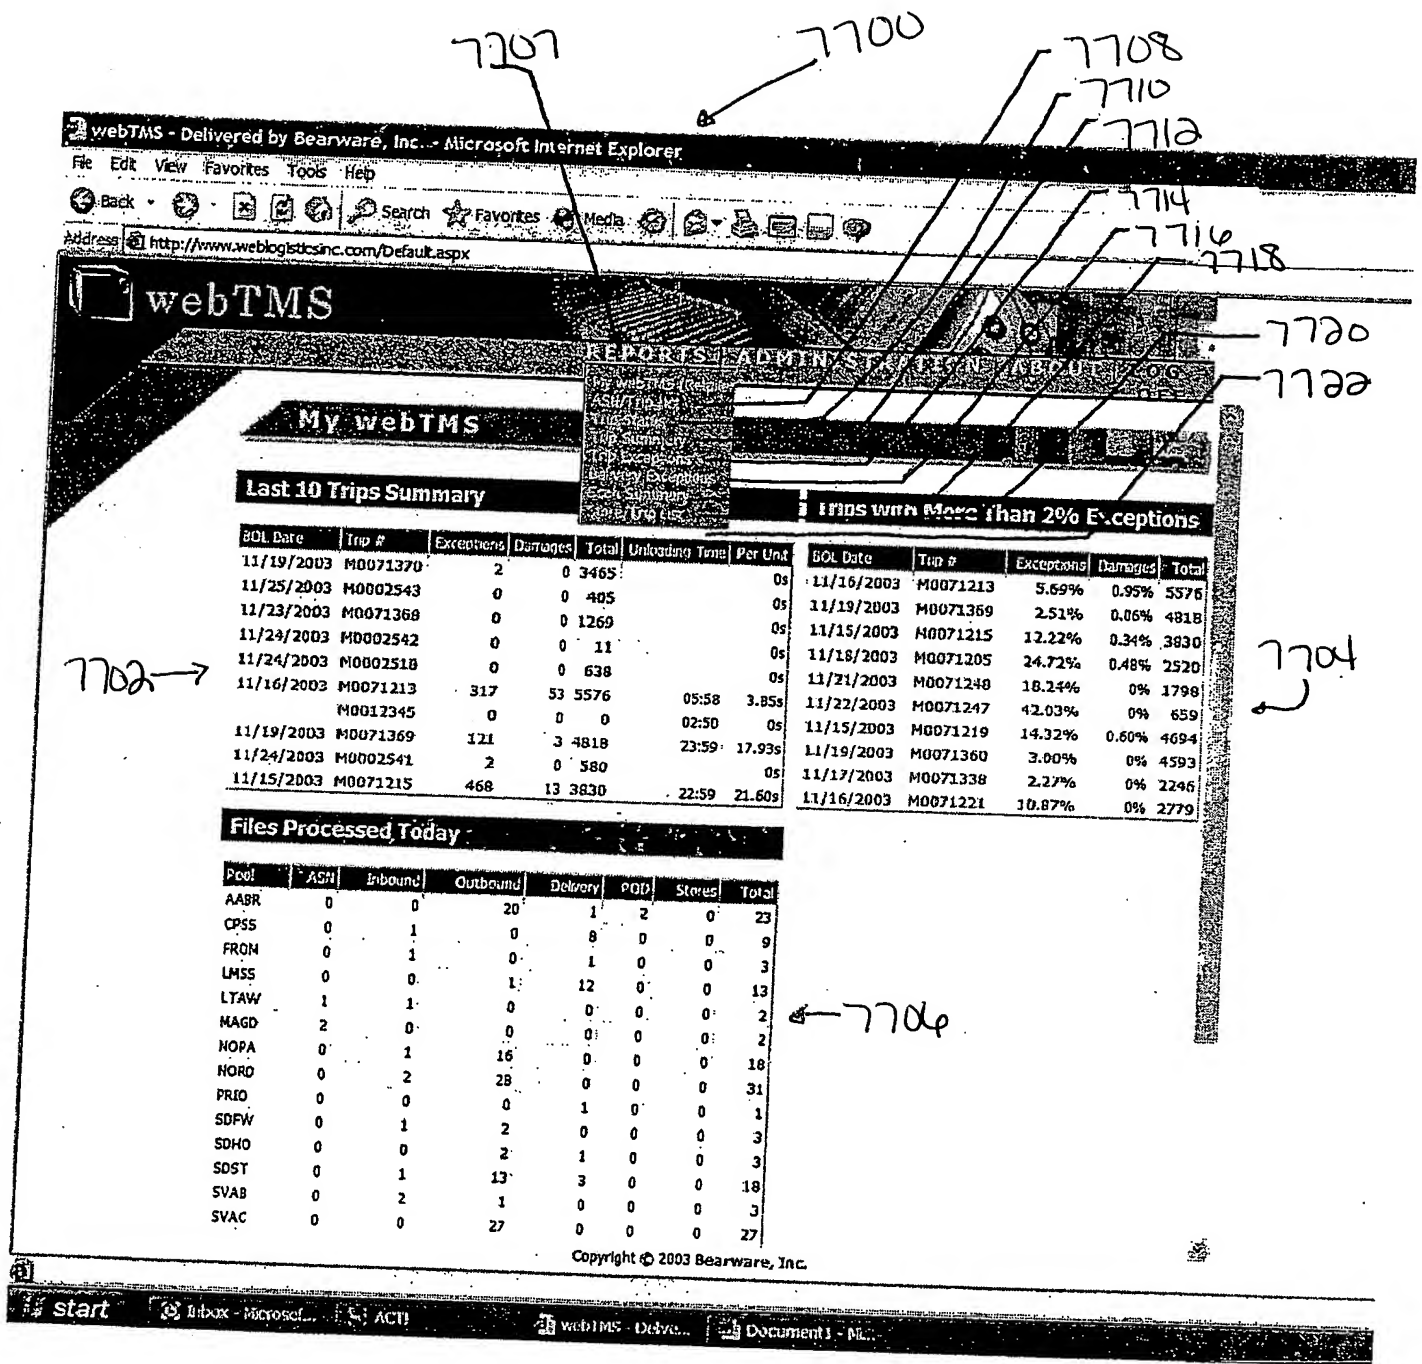 7707
7700
7708
7710
7712
7714
7716
7718
7720
7722
webTMS - Delivered by Bearware, Inc. - Microsoft Internet Explorer
File Edit View Favorites Tools Help
Back Search Favorites Media
Address http://www.weblogisticsinc.com/Default.aspx
webTMS
REPORTS | ADMINISTRATION | ABOUT | LOG
My webTMS
Trip Summary
Delivery Exceptions
Last 10 Trips Summary
BOL Date Trip # Exceptions Damages Total Unloading Time Per Unit
11/19/2003 M0071370 2 0 3465 0s
11/25/2003 M0002543 0 0 405 0s
11/23/2003 M0071368 0 0 1269 0s
11/24/2003 M0002542 0 0 11 0s
11/24/2003 M0002518 0 0 638 0s
11/16/2003 M0071213 317 53 5576 05:58 3.85s
M0012345 0 0 0 02:50 0s
11/19/2003 M0071369 121 3 4818 23:59 17.93s
11/24/2003 M0002541 2 0 580 0s
11/15/2003 M0071215 468 13 3830 22:59 21.60s
7702
Trips with More Than 2% Exceptions
BOL Date Trip # Exceptions Damages Total
11/16/2003 M0071213 5.69% 0.95% 5576
11/19/2003 M0071369 2.51% 0.06% 4818
11/15/2003 M0071215 12.22% 0.34% 3830
11/18/2003 M0071205 24.72% 0.48% 2520
11/21/2003 M0071248 18.24% 0% 1798
11/22/2003 M0071247 42.03% 0% 659
11/15/2003 M0071219 14.32% 0.60% 4694
11/19/2003 M0071360 3.00% 0% 4593
11/17/2003 M0071338 2.27% 0% 2246
11/16/2003 M0071221 10.87% 0% 2779
7704
Files Processed Today
Pool ASN Inbound Outbound Delivery POD Stores Total
AABR 0 0 20 1 2 0 23
CPSS 0 1 0 8 0 0 9
FRON 0 1 0 1 0 0 3
LMSS 0 0 1 12 0 0 13
LTAW 1 1 0 0 0 0 2
MAGD 2 0 0 0 0 0 2
NOPA 0 1 16 0 0 0 18
NORD 0 2 28 0 0 0 31
PRIO 0 0 0 1 0 0 1
SDFW 0 1 2 0 0 0 3
SDHO 0 0 2 1 0 0 3
SDST 0 1 13 3 0 0 18
SVAB 0 2 1 0 0 0 3
SVAC 0 0 27 0 0 0 27
7706
Copyright © 2003 Bearware, Inc.
start Inbox - Microsof... ACT! webTMS - Delive... Document1 - Mi...